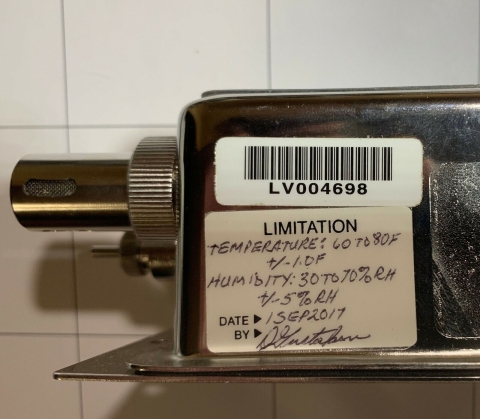 LV004698
LIMITATION
TEMPERATURE: 60 TO 80F
+/-1.0F
HUMIDITY: 30 TO 70%RH
+/-5%RH
DATE ▶ 1SEP2017
BY ▶